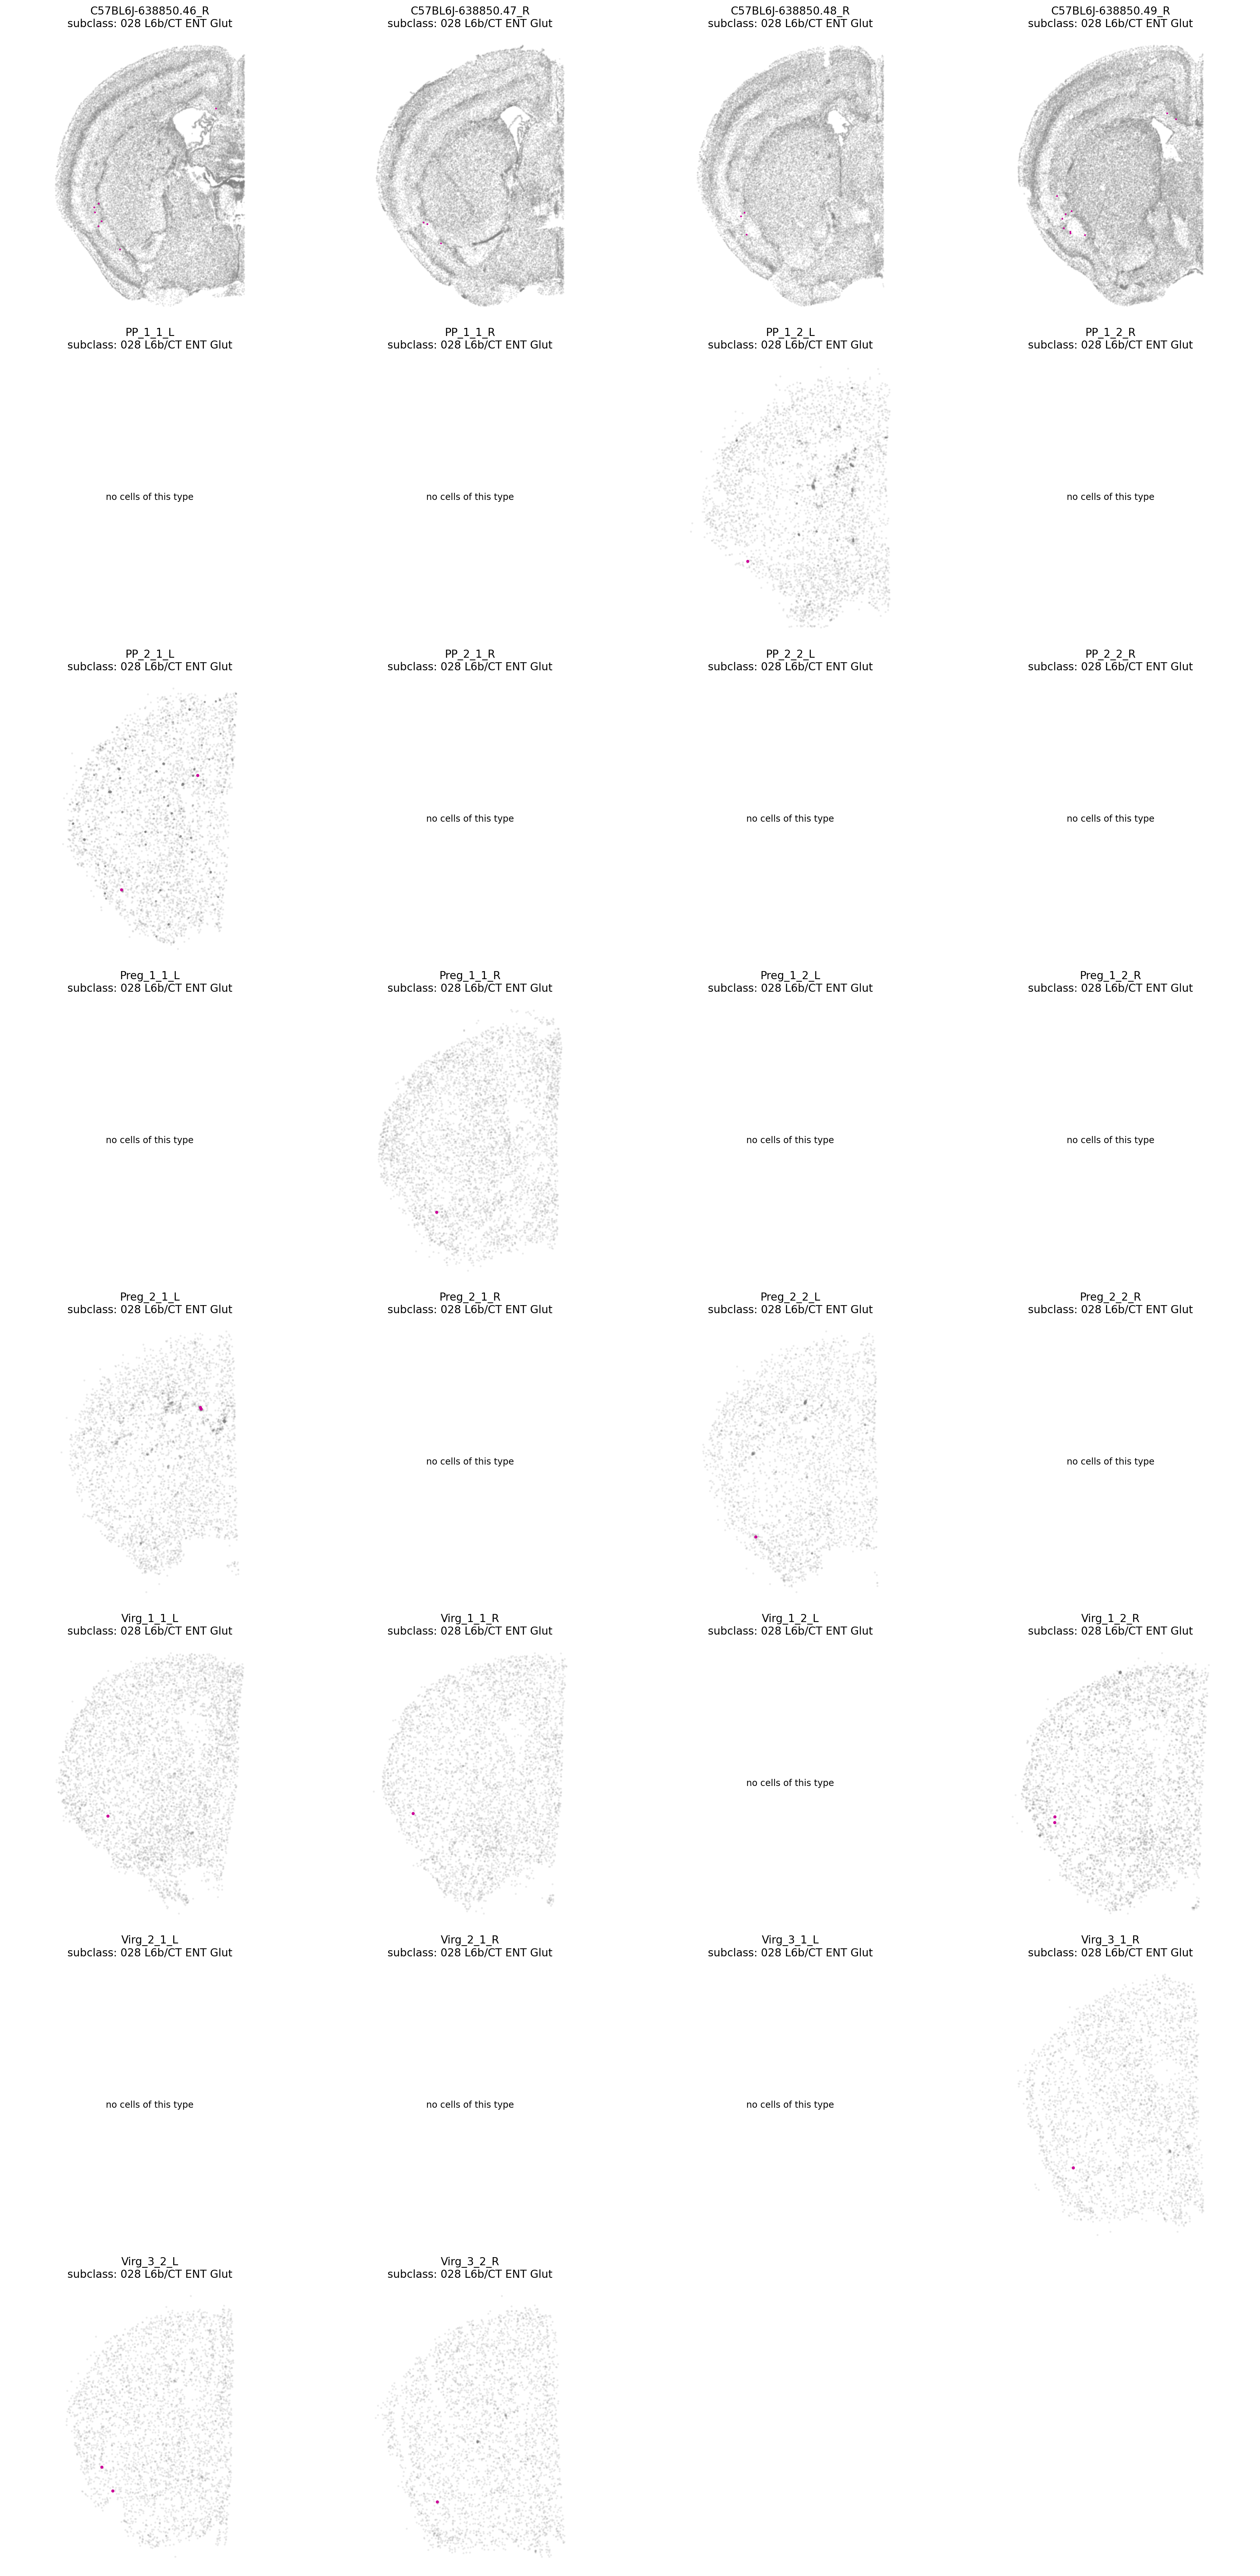 C57BL6J-638850.46_R
subclass: 028 L6b/CT ENT Glut
C57BL6J-638850.47_R
subclass: 028 L6b/CT ENT Glut
C57BL6J-638850.48_R
subclass: 028 L6b/CT ENT Glut
C57BL6J-638850.49_R
subclass: 028 L6b/CT ENT Glut
PP_1_1_L
subclass: 028 L6b/CT ENT Glut
no cells of this type
PP_1_1_R
subclass: 028 L6b/CT ENT Glut
no cells of this type
PP_1_2_L
subclass: 028 L6b/CT ENT Glut
PP_1_2_R
subclass: 028 L6b/CT ENT Glut
no cells of this type
PP_2_1_L
subclass: 028 L6b/CT ENT Glut
PP_2_1_R
subclass: 028 L6b/CT ENT Glut
no cells of this type
PP_2_2_L
subclass: 028 L6b/CT ENT Glut
no cells of this type
PP_2_2_R
subclass: 028 L6b/CT ENT Glut
no cells of this type
Preg_1_1_L
subclass: 028 L6b/CT ENT Glut
no cells of this type
Preg_1_1_R
subclass: 028 L6b/CT ENT Glut
Preg_1_2_L
subclass: 028 L6b/CT ENT Glut
no cells of this type
Preg_1_2_R
subclass: 028 L6b/CT ENT Glut
no cells of this type
Preg_2_1_L
subclass: 028 L6b/CT ENT Glut
Preg_2_1_R
subclass: 028 L6b/CT ENT Glut
no cells of this type
Preg_2_2_L
subclass: 028 L6b/CT ENT Glut
Preg_2_2_R
subclass: 028 L6b/CT ENT Glut
no cells of this type
Virg_1_1_L
subclass: 028 L6b/CT ENT Glut
Virg_1_1_R
subclass: 028 L6b/CT ENT Glut
Virg_1_2_L
subclass: 028 L6b/CT ENT Glut
no cells of this type
Virg_1_2_R
subclass: 028 L6b/CT ENT Glut
Virg_2_1_L
subclass: 028 L6b/CT ENT Glut
no cells of this type
Virg_2_1_R
subclass: 028 L6b/CT ENT Glut
no cells of this type
Virg_3_1_L
subclass: 028 L6b/CT ENT Glut
no cells of this type
Virg_3_1_R
subclass: 028 L6b/CT ENT Glut
Virg_3_2_L
subclass: 028 L6b/CT ENT Glut
Virg_3_2_R
subclass: 028 L6b/CT ENT Glut